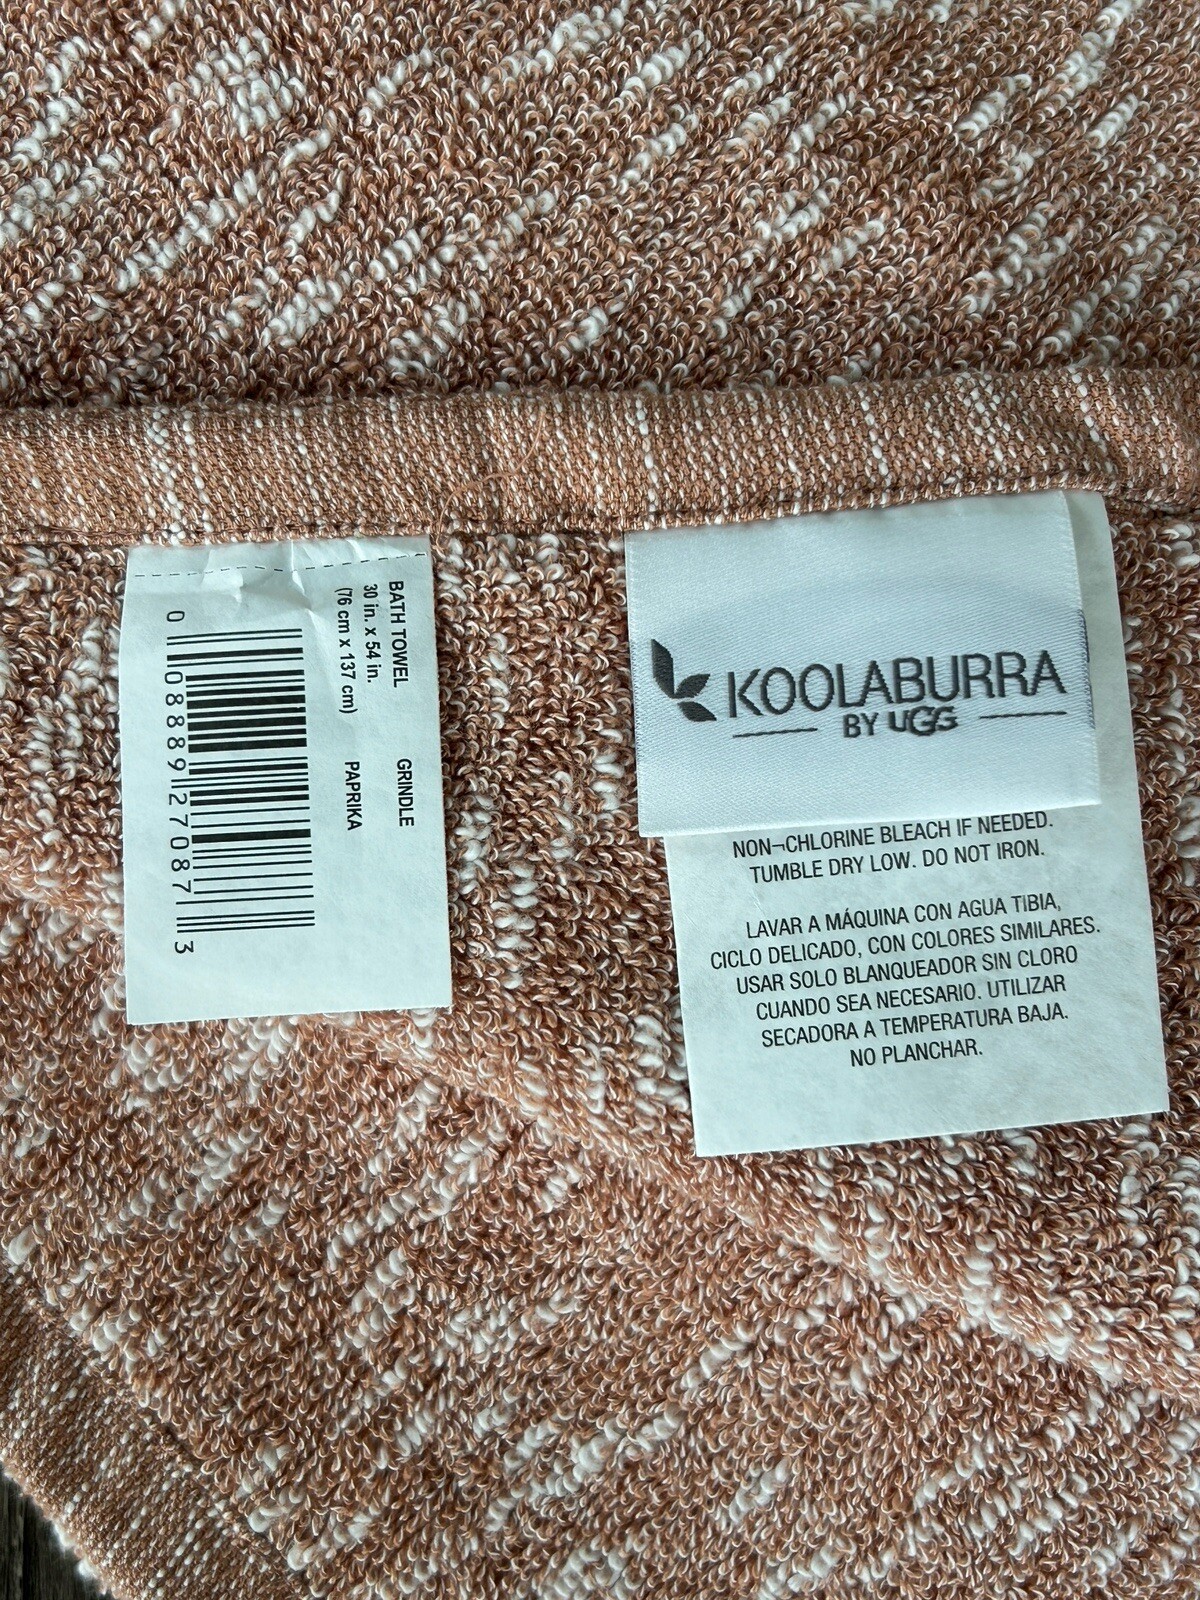 BATH TOWEL GRINDLE
30 in. x 54 in.
(76 cm x 137 cm) PAPRIKA
0 08889 27087 3
KOOLABURRA
BY UGG
NON¬CHLORINE BLEACH IF NEEDED.
TUMBLE DRY LOW. DO NOT IRON.
LAVAR A MÁQUINA CON AGUA TIBIA,
CICLO DELICADO, CON COLORES SIMILARES.
USAR SOLO BLANQUEADOR SIN CLORO
CUANDO SEA NECESARIO. UTILIZAR
SECADORA A TEMPERATURA BAJA.
NO PLANCHAR.